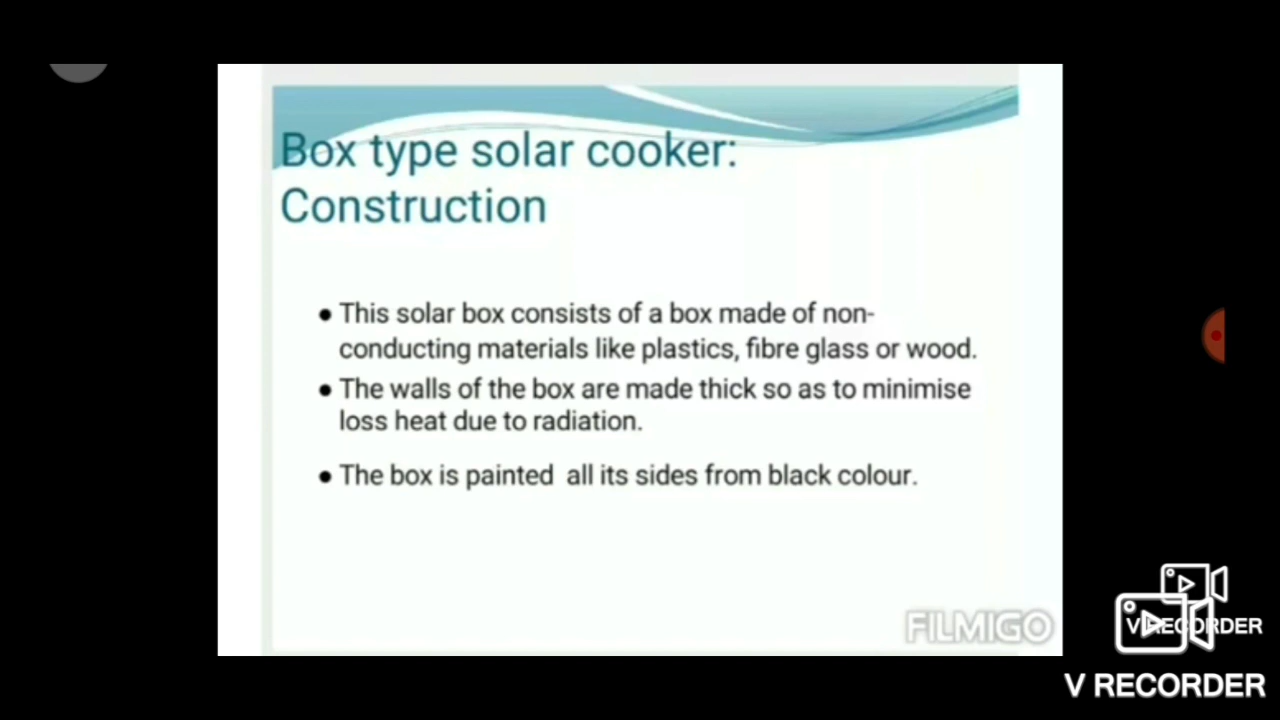 Box type solar cooker:
Construction
● This solar box consists of a box made of non-
conducting materials like plastics, fibre glass or wood.
● The walls of the box are made thick so as to minimise
loss heat due to radiation.
● The box is painted all its sides from black colour.
FILMIGO
V RECORDER
V RECORDER